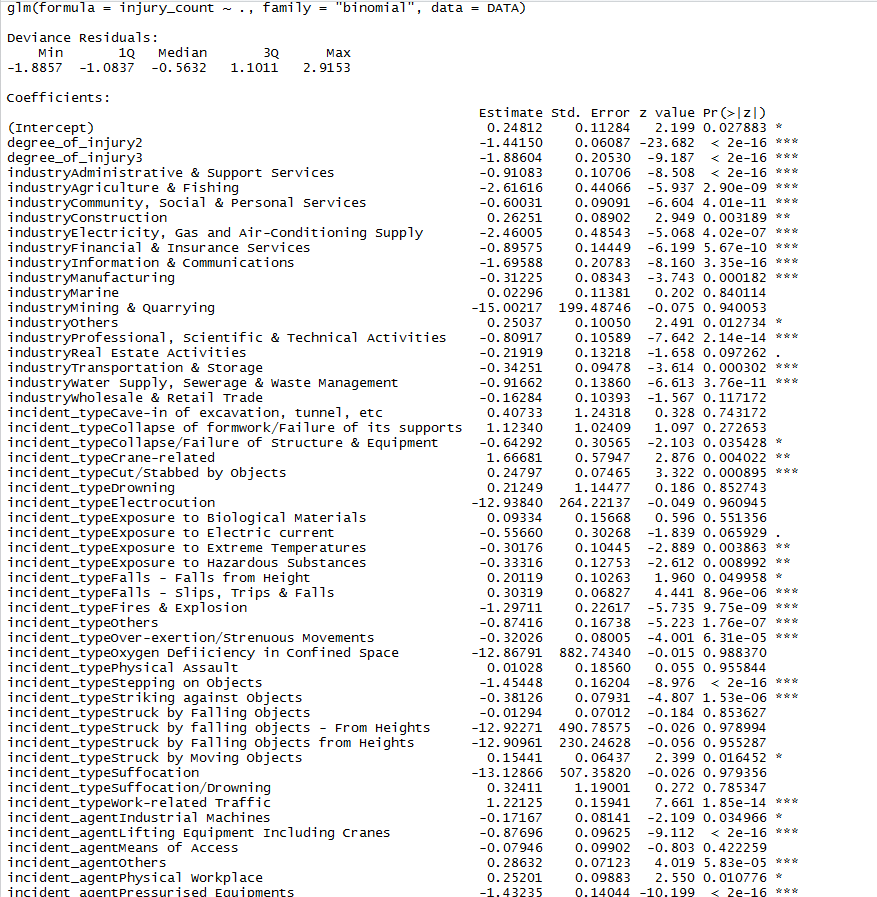 glm(formula = injury_count ~ ., family = "binomial", data = DATA)
Deviance Residuals:
Min 1Q Median 3Q Max
-1.8857 -1.0837 -0.5632 1.1011 2.9153
Coefficients:
Estimate Std. Error z value Pr(>|z|)
(Intercept) 0.24812 0.11284 2.199 0.027883 *
degree_of_injury2 -1.44150 0.06087 -23.682 < 2e-16 ***
degree_of_injury3 -1.88604 0.20530 -9.187 < 2e-16 ***
industryAdministrative & Support Services -0.91083 0.10706 -8.508 < 2e-16 ***
industryAgriculture & Fishing -2.61616 0.44066 -5.937 2.90e-09 ***
industryCommunity, Social & Personal Services -0.60031 0.09091 -6.604 4.01e-11 ***
industryConstruction 0.26251 0.08902 2.949 0.003189 **
industryElectricity, Gas and Air-Conditioning Supply -2.46005 0.48543 -5.068 4.02e-07 ***
industryFinancial & Insurance Services -0.89575 0.14449 -6.199 5.67e-10 ***
industryInformation & Communications -1.69588 0.20783 -8.160 3.35e-16 ***
industryManufacturing -0.31225 0.08343 -3.743 0.000182 ***
industryMarine 0.02296 0.11381 0.202 0.840114
industryMining & Quarrying -15.00217 199.48746 -0.075 0.940053
industryOthers 0.25037 0.10050 2.491 0.012734 *
industryProfessional, Scientific & Technical Activities -0.80917 0.10589 -7.642 2.14e-14 ***
industryReal Estate Activities -0.21919 0.13218 -1.658 0.097262 .
industryTransportation & Storage -0.34251 0.09478 -3.614 0.000302 ***
industryWater Supply, Sewerage & Waste Management -0.91662 0.13860 -6.613 3.76e-11 ***
industryWholesale & Retail Trade -0.16284 0.10393 -1.567 0.117172
incident_typeCave-in of excavation, tunnel, etc 0.40733 1.24318 0.328 0.743172
incident_typeCollapse of formwork/Failure of its supports 1.12340 1.02409 1.097 0.272653
incident_typeCollapse/Failure of Structure & Equipment -0.64292 0.30565 -2.103 0.035428 *
incident_typeCrane-related 1.66681 0.57947 2.876 0.004022 **
incident_typeCut/Stabbed by Objects 0.24797 0.07465 3.322 0.000895 ***
incident_typeDrowning 0.21249 1.14477 0.186 0.852743
incident_typeElectrocution -12.93840 264.22137 -0.049 0.960945
incident_typeExposure to Biological Materials 0.09334 0.15668 0.596 0.551356
incident_typeExposure to Electric current -0.55660 0.30268 -1.839 0.065929 .
incident_typeExposure to Extreme Temperatures -0.30176 0.10445 -2.889 0.003863 **
incident_typeExposure to Hazardous Substances -0.33316 0.12753 -2.612 0.008992 **
incident_typeFalls - Falls from Height 0.20119 0.10263 1.960 0.049958 *
incident_typeFalls - Slips, Trips & Falls 0.30319 0.06827 4.441 8.96e-06 ***
incident_typeFires & Explosion -1.29711 0.22617 -5.735 9.75e-09 ***
incident_typeOthers -0.87416 0.16738 -5.223 1.76e-07 ***
incident_typeOver-exertion/Strenuous Movements -0.32026 0.08005 -4.001 6.31e-05 ***
incident_typeOxygen Defiiciency in Confined Space -12.86791 882.74340 -0.015 0.988370
incident_typePhysical Assault 0.01028 0.18560 0.055 0.955844
incident_typeStepping on Objects -1.45448 0.16204 -8.976 < 2e-16 ***
incident_typeStriking against Objects -0.38126 0.07931 -4.807 1.53e-06 ***
incident_typeStruck by Falling Objects -0.01294 0.07012 -0.184 0.853627
incident_typeStruck by falling objects - From Heights -12.92271 490.78575 -0.026 0.978994
incident_typeStruck by Falling Objects from Heights -12.90961 230.24628 -0.056 0.955287
incident_typeStruck by Moving Objects 0.15441 0.06437 2.399 0.016452 *
incident_typeSuffocation -13.12866 507.35820 -0.026 0.979356
incident_typeSuffocation/Drowning 0.32411 1.19001 0.272 0.785347
incident_typeWork-related Traffic 1.22125 0.15941 7.661 1.85e-14 ***
incident_agentIndustrial Machines -0.17167 0.08141 -2.109 0.034966 *
incident_agentLifting Equipment Including Cranes -0.87696 0.09625 -9.112 < 2e-16 ***
incident_agentMeans of Access -0.07946 0.09902 -0.803 0.422259
incident_agentOthers 0.28632 0.07123 4.019 5.83e-05 ***
incident_agentPhysical Workplace 0.25201 0.09883 2.550 0.010776 *
incident_agentPressurised Equipments -1.43235 0.14044 -10.199 < 2e-16 ***